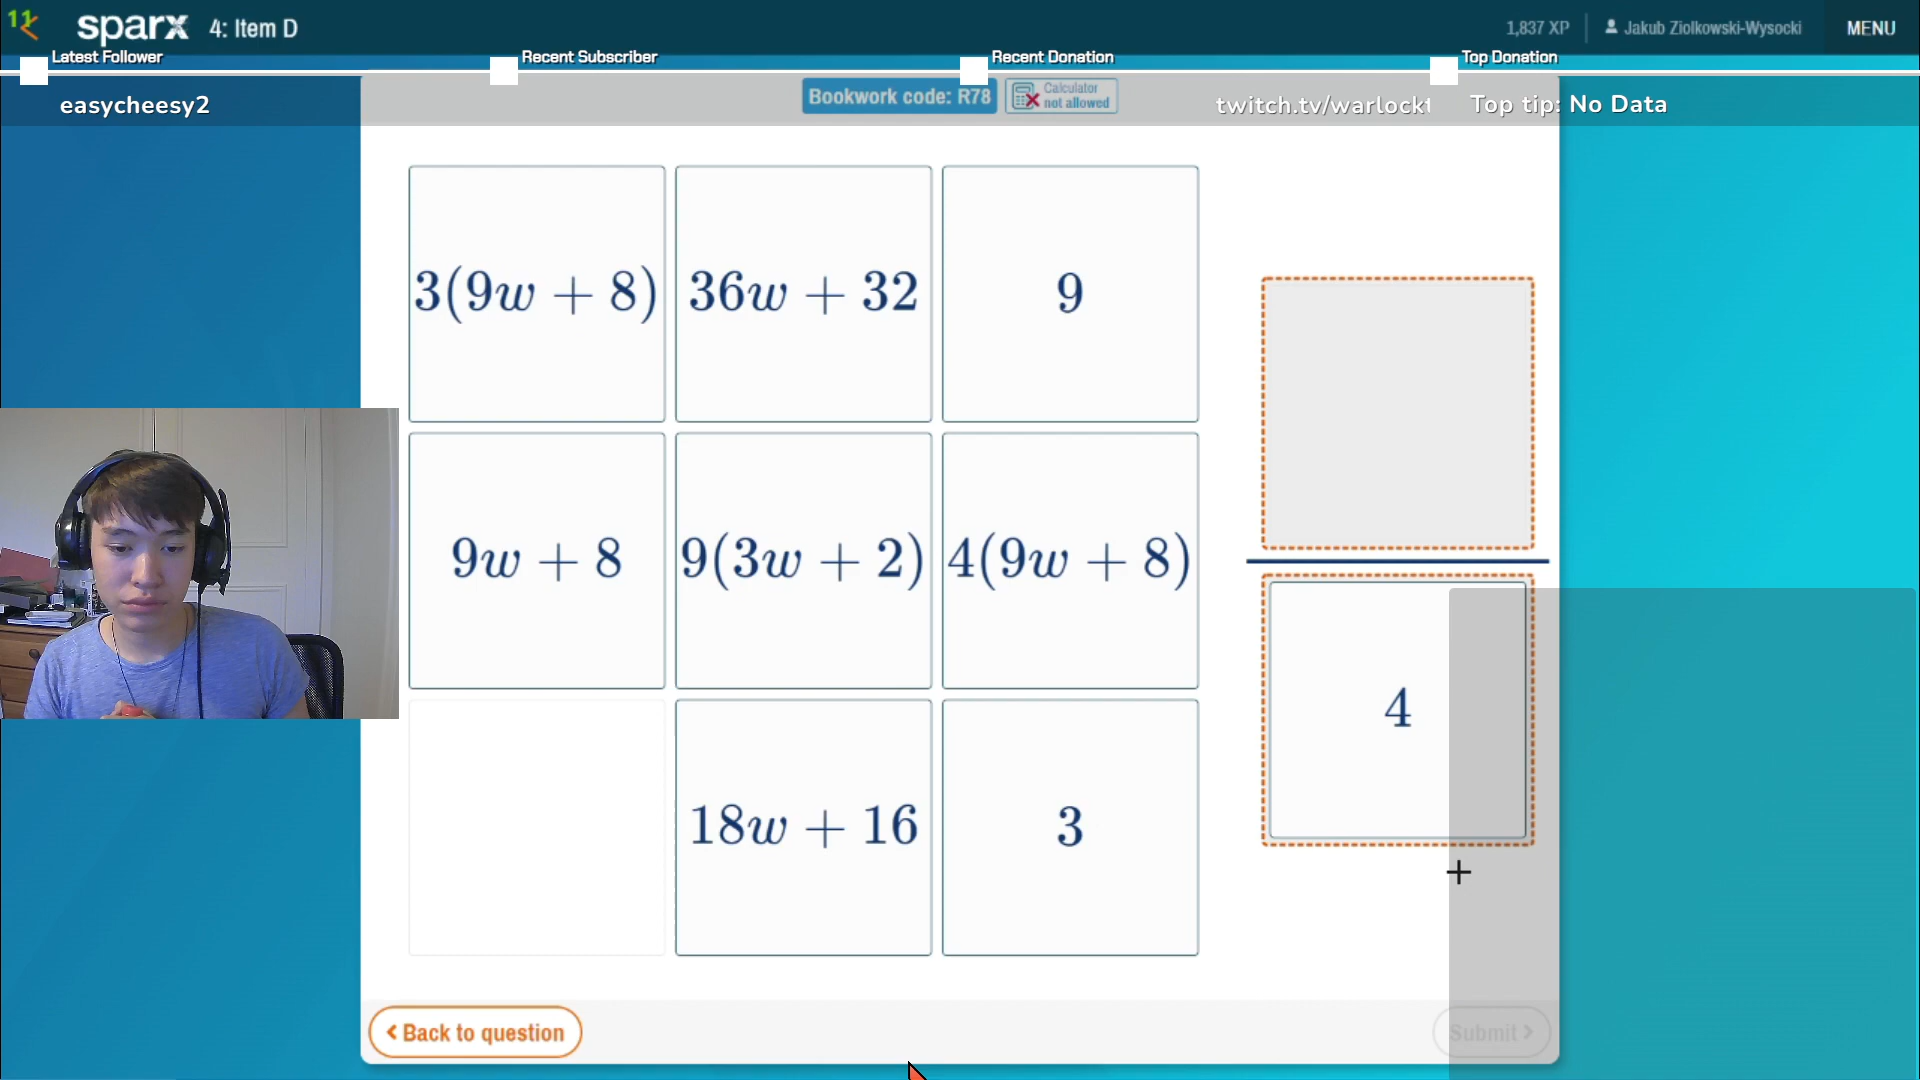 11
sparx 4: Item D 1,837 XP Jakub Ziolkowski-Wysocki MENU
Latest Follower Recent Subscriber Recent Donation Top Donation
easycheesy2 Bookwork code: R78 Calculator not allowed twitch.tv/warlock Top tip: No Data
3(9w + 8) 36w + 32 9
9w + 8 9(3w + 2) 4(9w + 8)
4
18w + 16 3
Back to question Submit